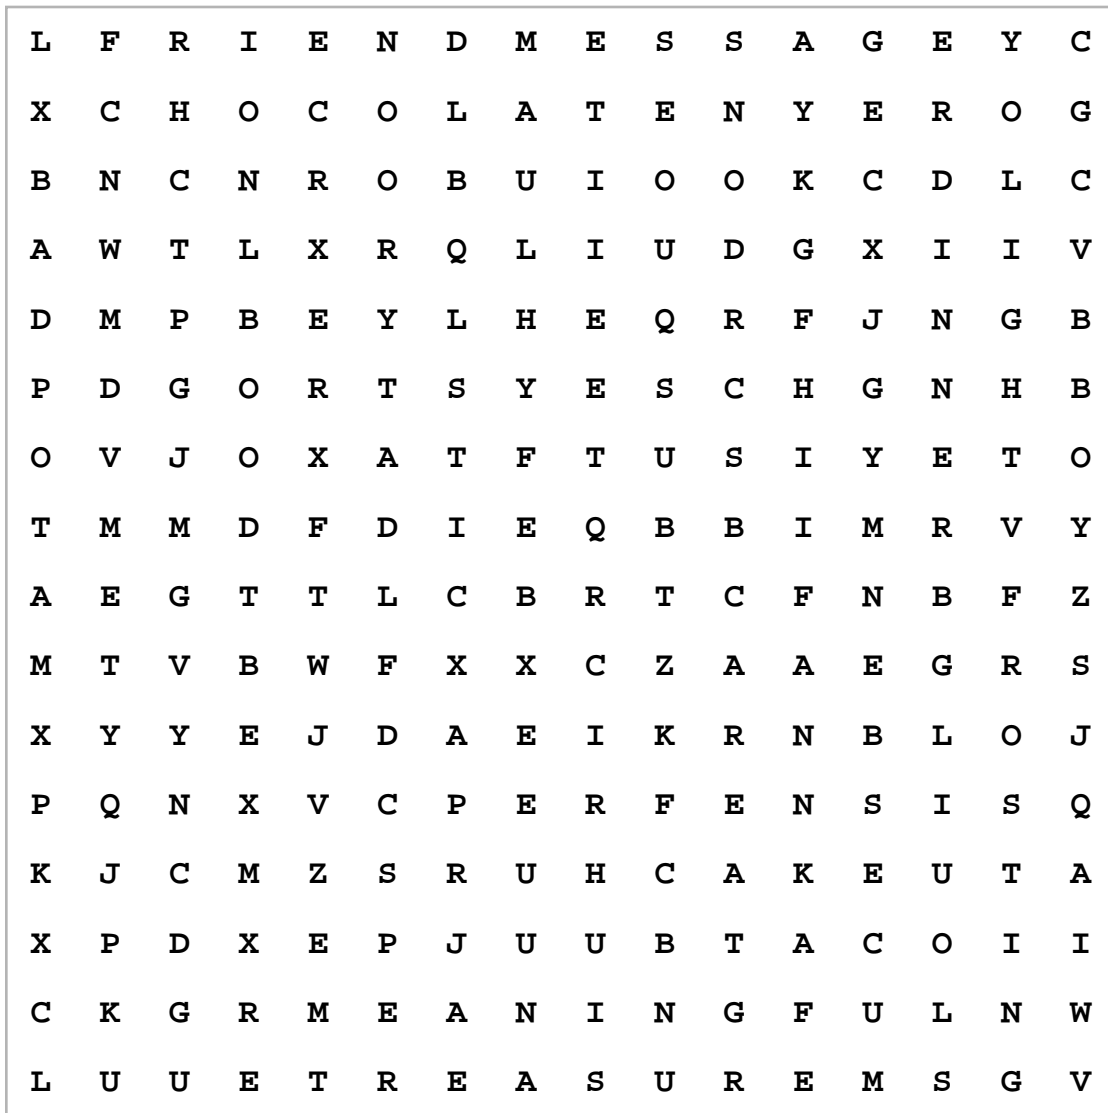 L F R I E N D M E S S A G E Y C
X C H O C O L A T E N Y E R O G
B N C N R O B U I O O K C D L C
A W T L X R Q L I U D G X I I V
D M P B E Y L H E Q R F J N G B
P D G O R T S Y E S C H G N H B
O V J O X A T F T U S I Y E T O
T M M D F D I E Q B B I M R V Y
A E G T T L C B R T C F N B F Z
M T V B W F X X C Z A A E G R S
X Y Y E J D A E I K R N B L O J
P Q N X V C P E R F E N S I S Q
K J C M Z S R U H C A K E U T A
X P D X E P J U U B T A C O I I
C K G R M E A N I N G F U L N W
L U U E T R E A S U R E M S G V